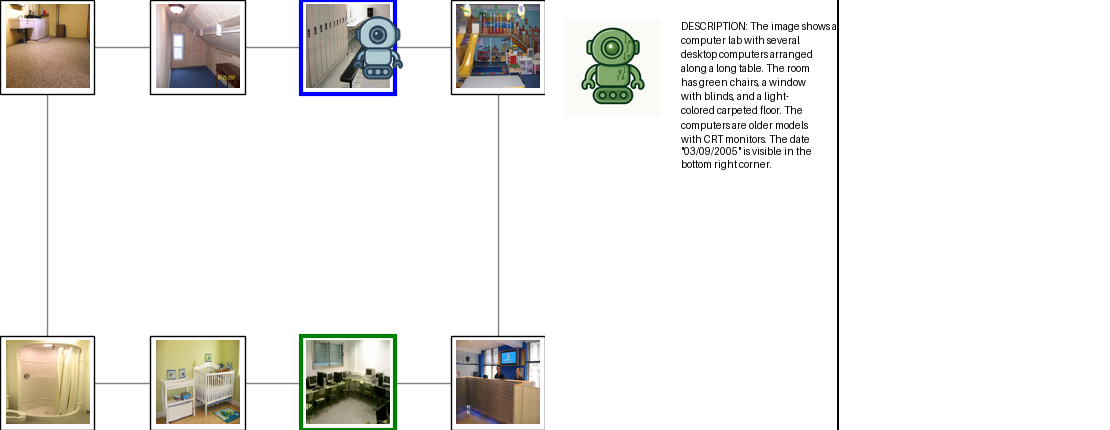 DESCRIPTION: The image shows a
computer lab with several
desktop computers arranged
along a long table. The room
has green chairs, a window
with blinds, and a light-
colored carpeted floor. The
computers are older models
with CRT monitors. The date
"03/09/2005" is visible in the
bottom right corner.